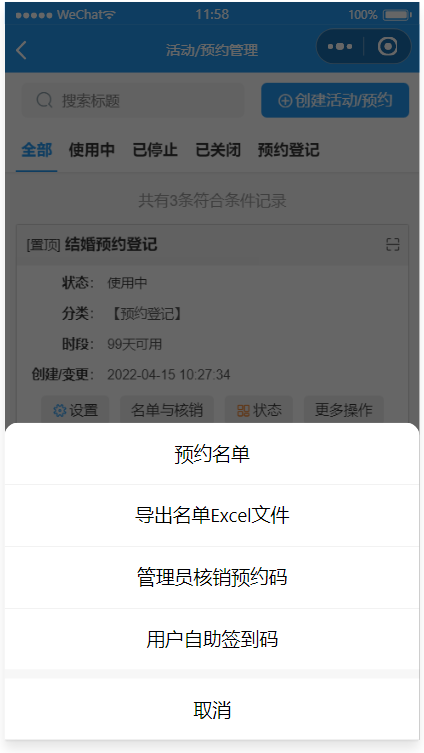 WeChat 11:58 100%
活动/预约管理
搜索标题 创建活动/预约
全部 使用中 已停止 已关闭 预约登记
共有3条符合条件记录
[置顶] 结婚预约登记
状态: 使用中
分类: 【预约登记】
时段: 99天可用
创建/变更: 2022-04-15 10:27:34
设置 名单与核销 状态 更多操作
预约名单
导出名单Excel文件
管理员核销预约码
用户自助签到码
取消